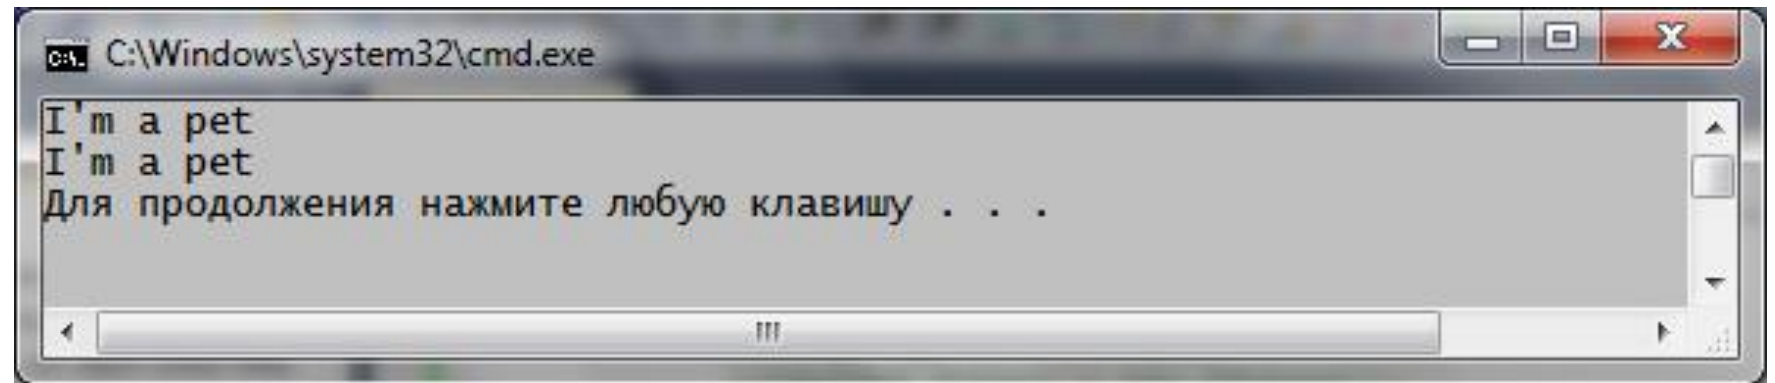 C:\Windows\system32\cmd.exe
I'm a pet
I'm a pet
Для продолжения нажмите любую клавишу . . .